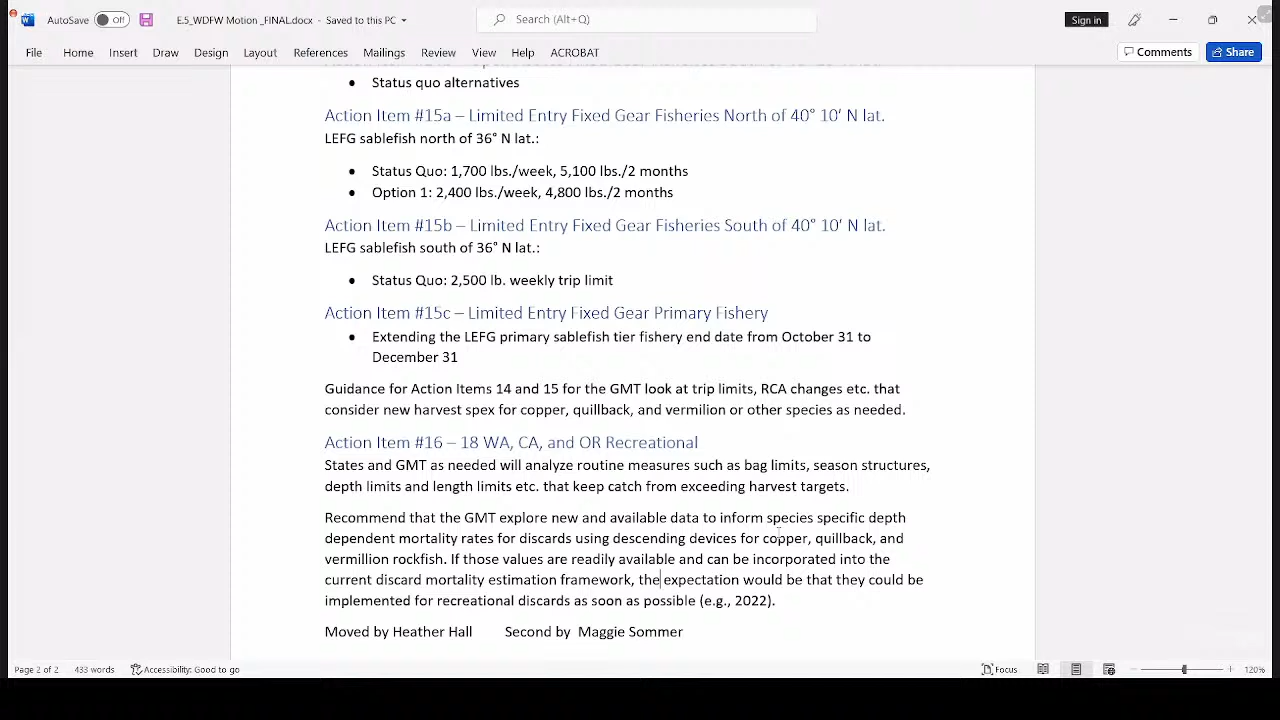 AutoSave Off E.5_WDFW Motion _FINAL.docx - Saved to this PC Search (Alt+Q) Sign in
File Home Insert Draw Design Layout References Mailings Review View Help ACROBAT Comments Share
• Status quo alternatives
Action Item #15a – Limited Entry Fixed Gear Fisheries North of 40° 10’ N lat.
LEFG sablefish north of 36° N lat.:
• Status Quo: 1,700 lbs./week, 5,100 lbs./2 months
• Option 1: 2,400 lbs./week, 4,800 lbs./2 months
Action Item #15b – Limited Entry Fixed Gear Fisheries South of 40° 10’ N lat.
LEFG sablefish south of 36° N lat.:
• Status Quo: 2,500 lb. weekly trip limit
Action Item #15c – Limited Entry Fixed Gear Primary Fishery
• Extending the LEFG primary sablefish tier fishery end date from October 31 to
December 31
Guidance for Action Items 14 and 15 for the GMT look at trip limits, RCA changes etc. that
consider new harvest spex for copper, quillback, and vermilion or other species as needed.
Action Item #16 – 18 WA, CA, and OR Recreational
States and GMT as needed will analyze routine measures such as bag limits, season structures,
depth limits and length limits etc. that keep catch from exceeding harvest targets.
Recommend that the GMT explore new and available data to inform species specific depth
dependent mortality rates for discards using descending devices for copper, quillback, and
vermillion rockfish. If those values are readily available and can be incorporated into the
current discard mortality estimation framework, the expectation would be that they could be
implemented for recreational discards as soon as possible (e.g., 2022).
Moved by Heather Hall Second by Maggie Sommer
Page 2 of 2 433 words Accessibility: Good to go Focus 120%